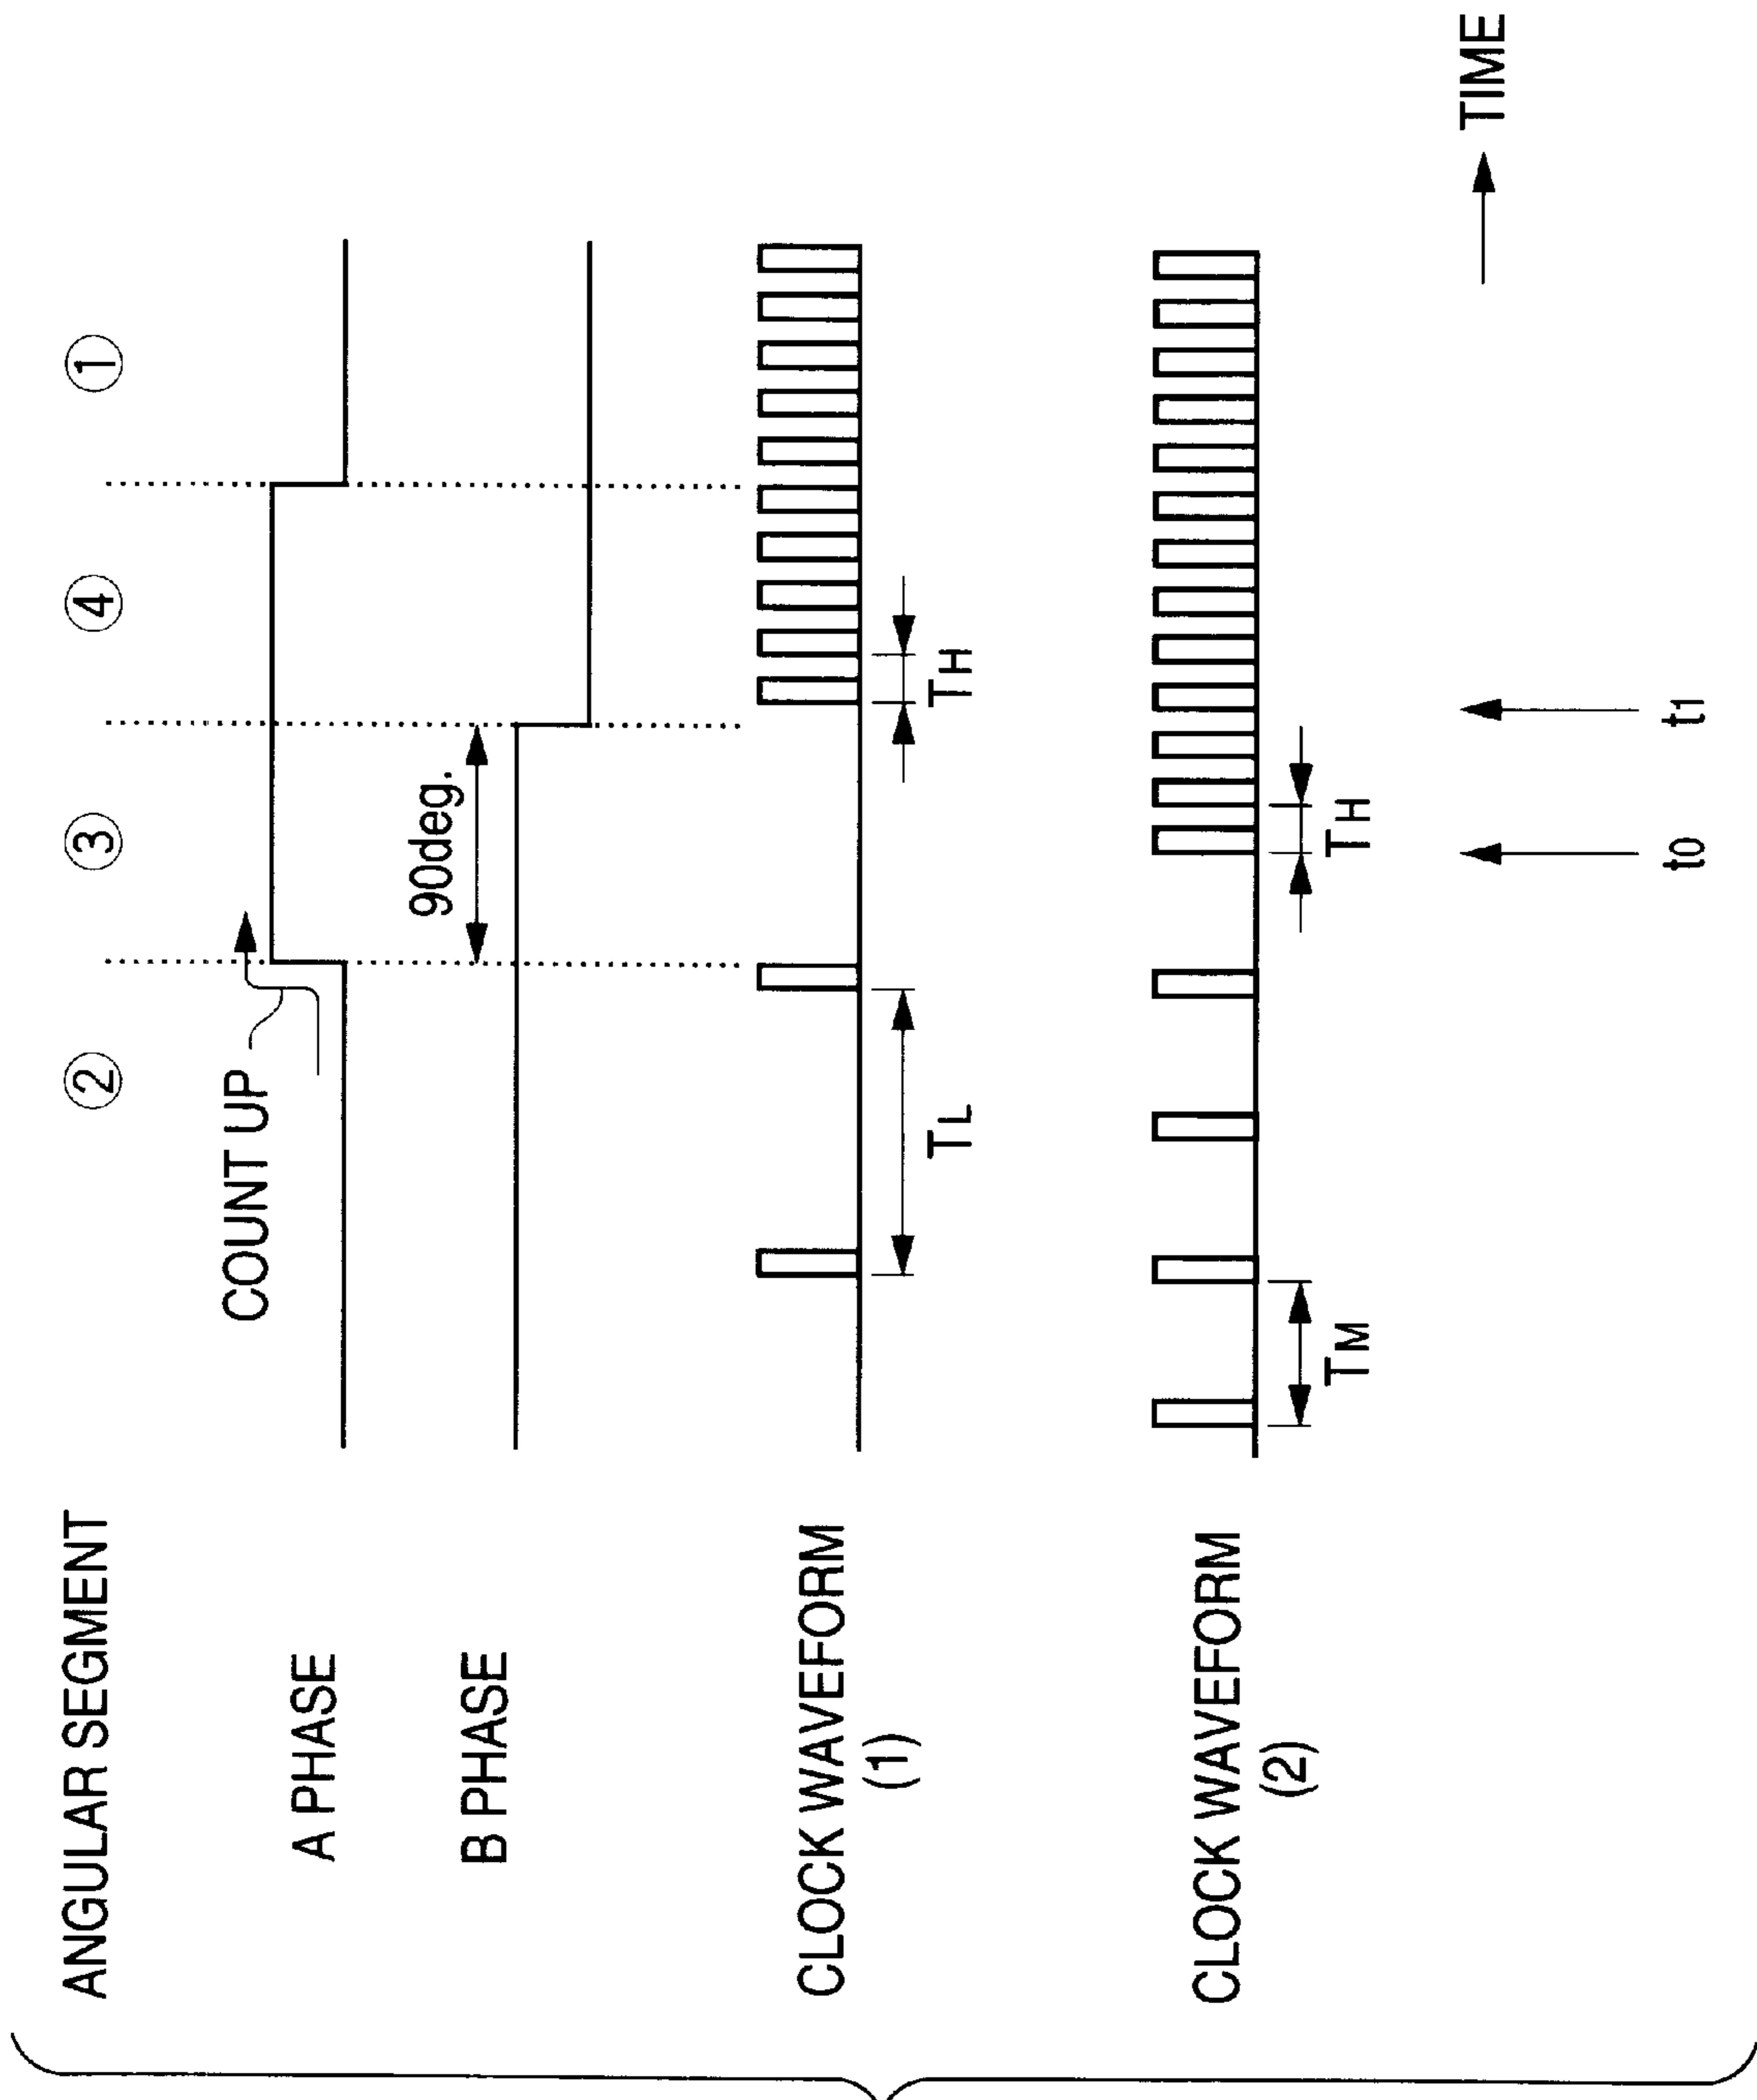 ANGULAR SEGMENT
② ③ ④ ①
COUNT UP
A PHASE
90deg.
B PHASE
CLOCK WAVEFORM
(1)
TL
TH
CLOCK WAVEFORM
(2)
TM
TH
TIME
t0
t1